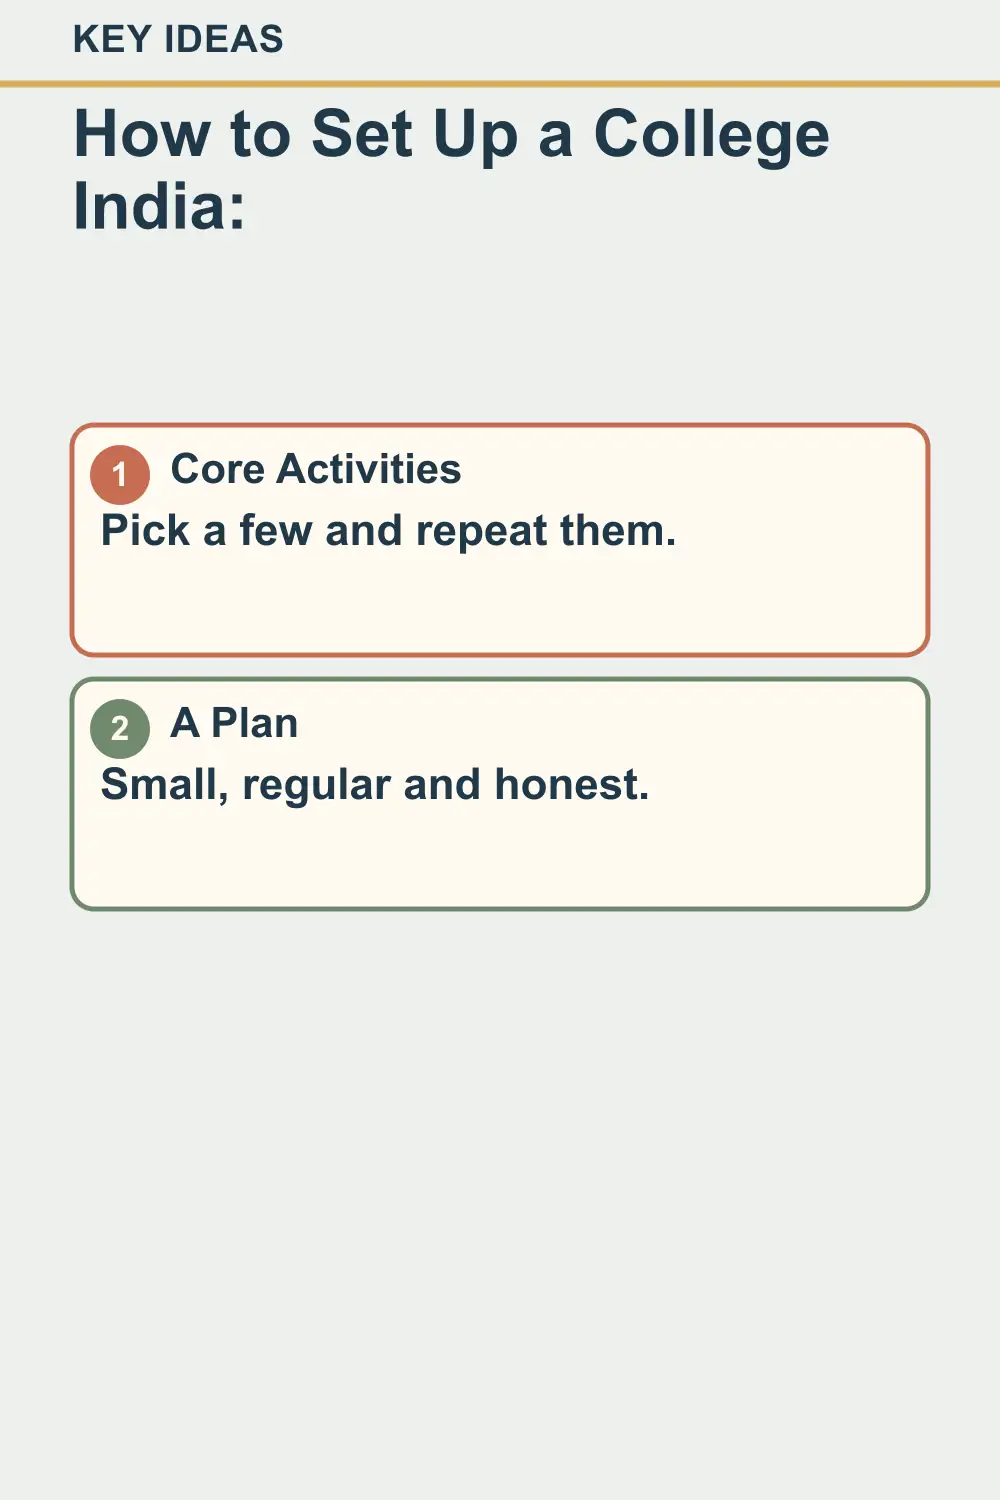 KEY IDEAS
How to Set Up a College
India:
1 Core Activities
Pick a few and repeat them.
2 A Plan
Small, regular and honest.